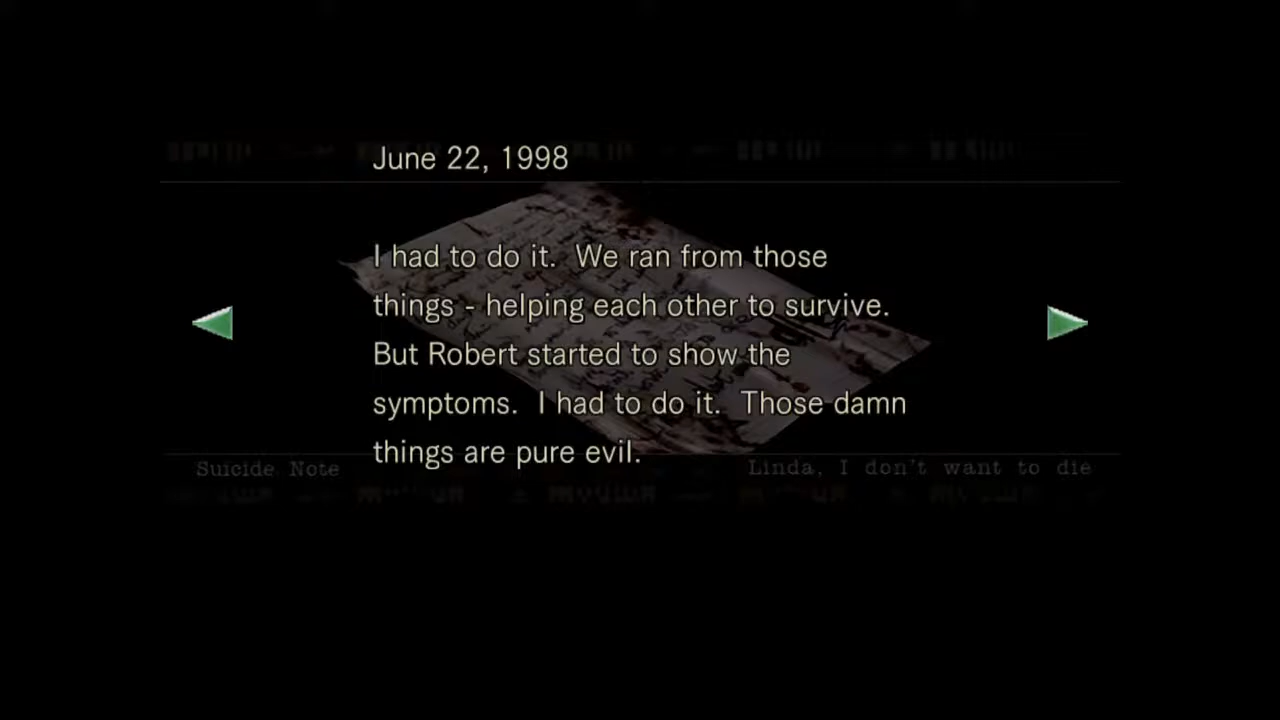 June 22, 1998
I had to do it.  We ran from those
things - helping each other to survive.
But Robert started to show the
symptoms.  I had to do it.  Those damn
things are pure evil.
Suicide Note
Linda, I don't want to die